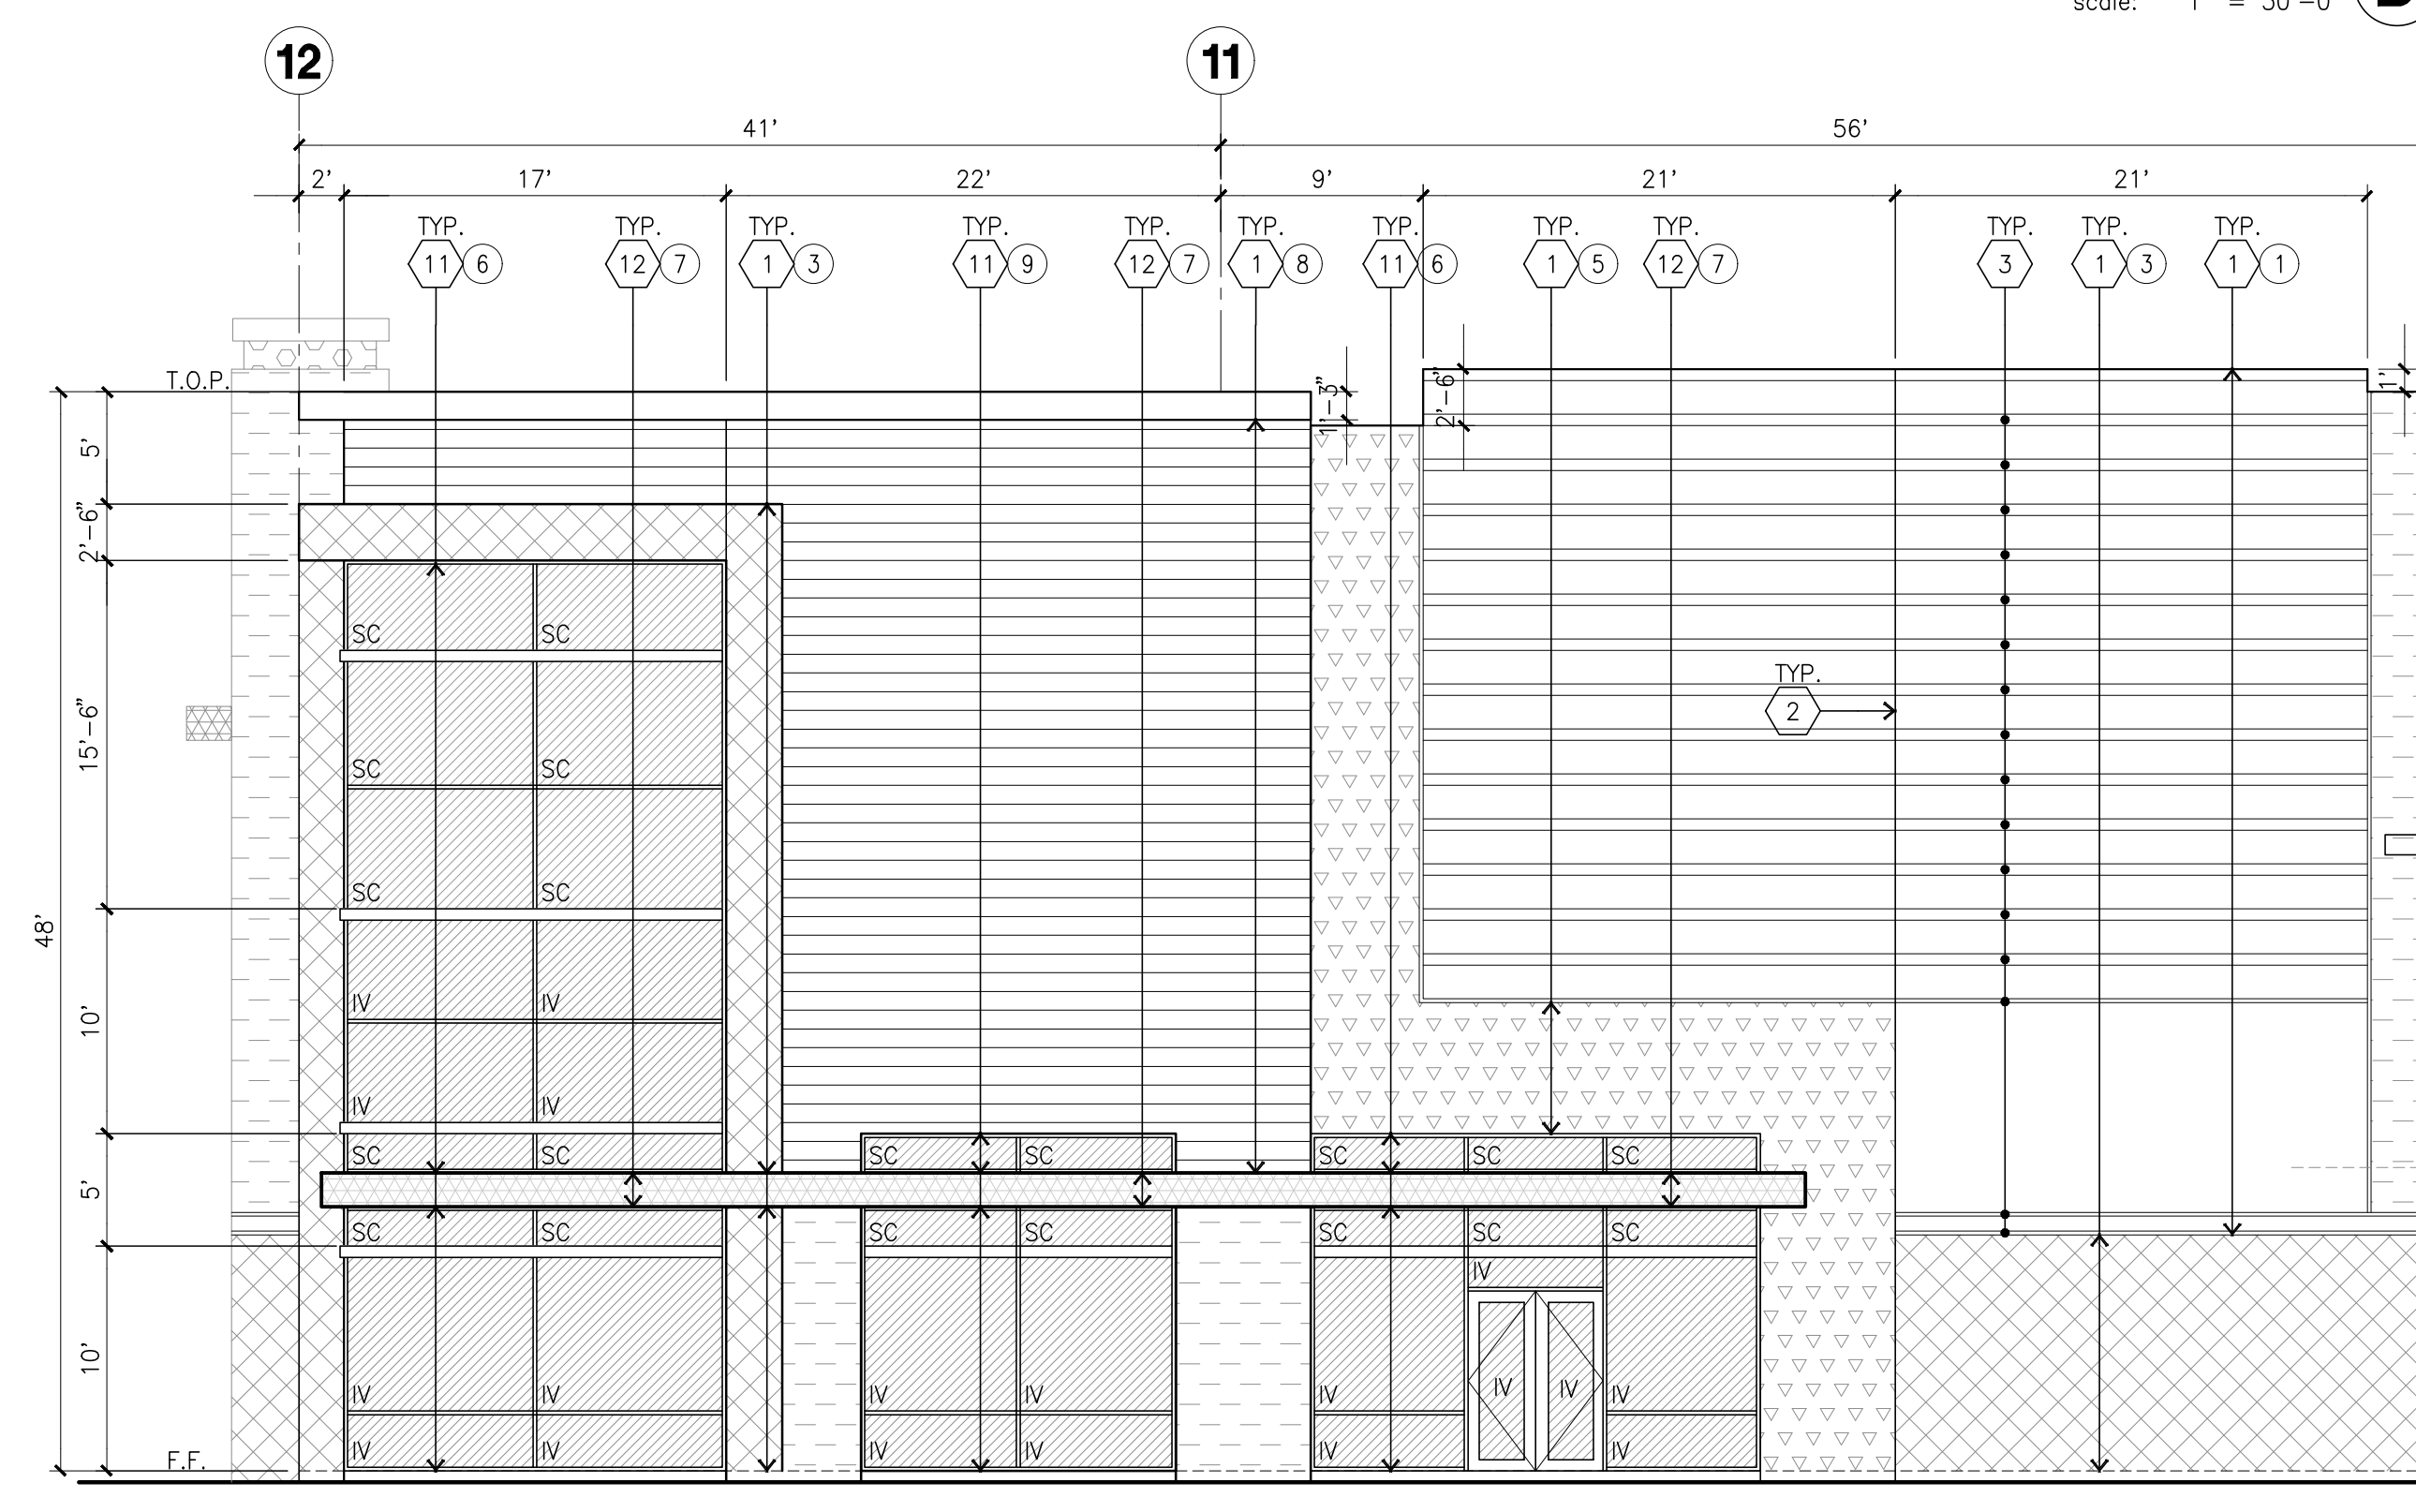 scale: 1" = 30'-0"
12
11
41'
56'
2'
17'
22'
9'
21'
21'
TYP.
11 6
TYP.
12 7
TYP.
1 3
TYP.
11 9
TYP.
12 7
TYP.
1 8
TYP.
11 6
TYP.
1 5
TYP.
12 7
TYP.
3
TYP.
1 3
TYP.
1 1
T.O.P.
1'-3"
2'-6"
1'
5'
2'-6"
15'-6"
48'
10'
5'
10'
TYP.
2
SC SC
SC SC
SC SC
IV IV
IV IV
SC SC SC SC SC SC SC
SC SC SC SC SC SC SC
IV
IV IV
IV IV IV IV IV IV
IV IV IV IV IV IV
F.F.